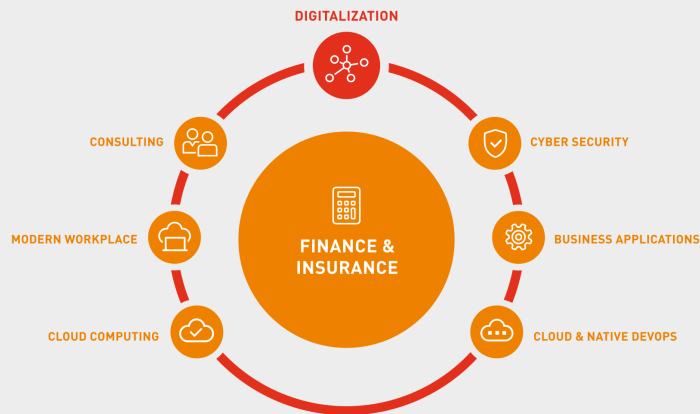 DIGITALIZATION
CONSULTING
CYBER SECURITY
MODERN WORKPLACE
FINANCE &
INSURANCE
BUSINESS APPLICATIONS
CLOUD COMPUTING
CLOUD & NATIVE DEVOPS